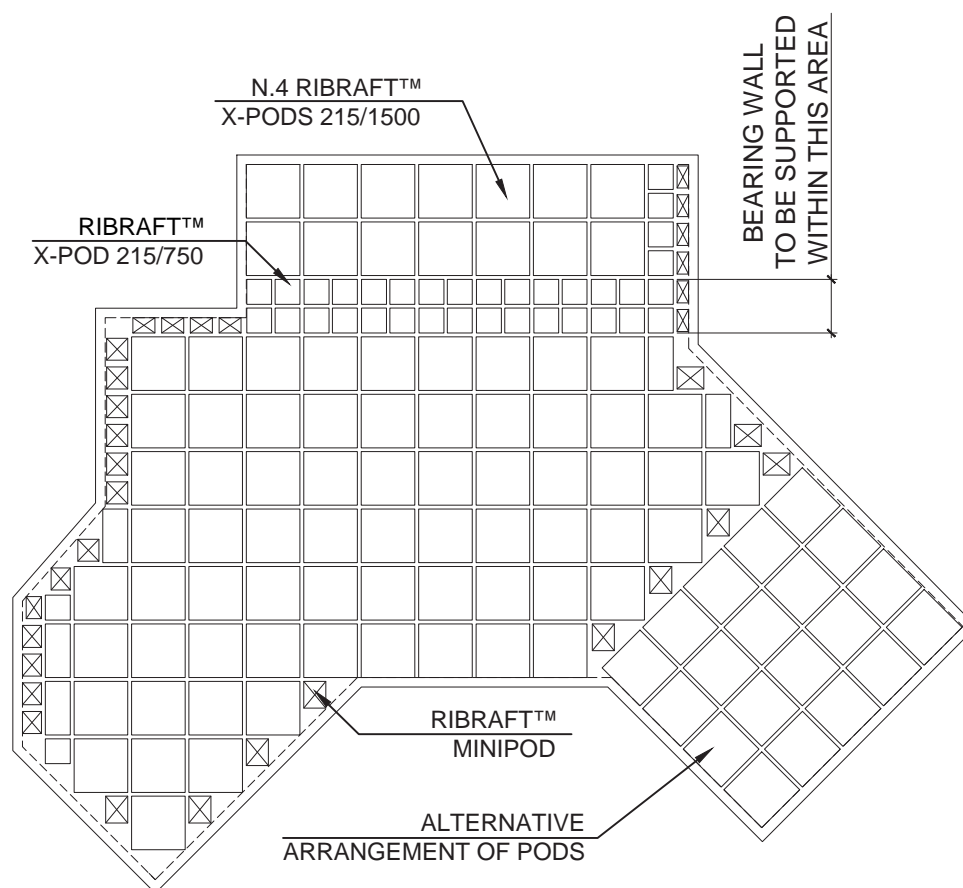 N.4 RIBRAFT™
X-PODS 215/1500
BEARING WALL
TO BE SUPPORTED
WITHIN THIS AREA
RIBRAFT™
X-POD 215/750
RIBRAFT™
MINIPOD
ALTERNATIVE
ARRANGEMENT OF PODS